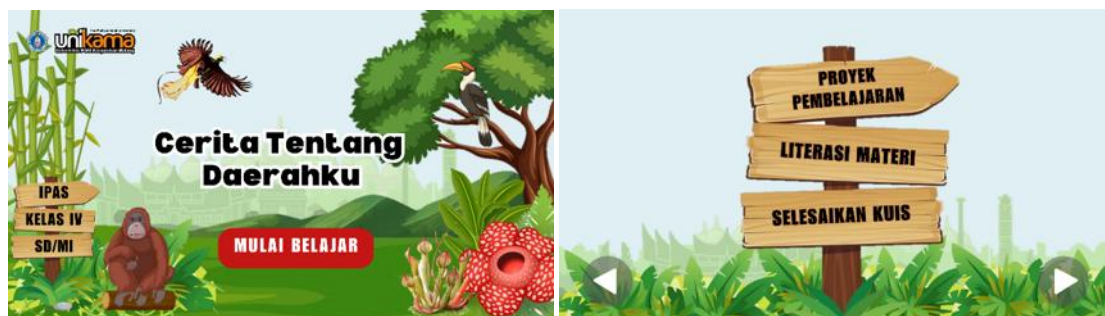 unikama
Cerita Tentang
Daerahku
IPAS
KELAS IV
SD/MI
MULAI BELAJAR
PROYEK
PEMBELAJARAN
LITERASI MATERI
SELESAIKAN KUIS